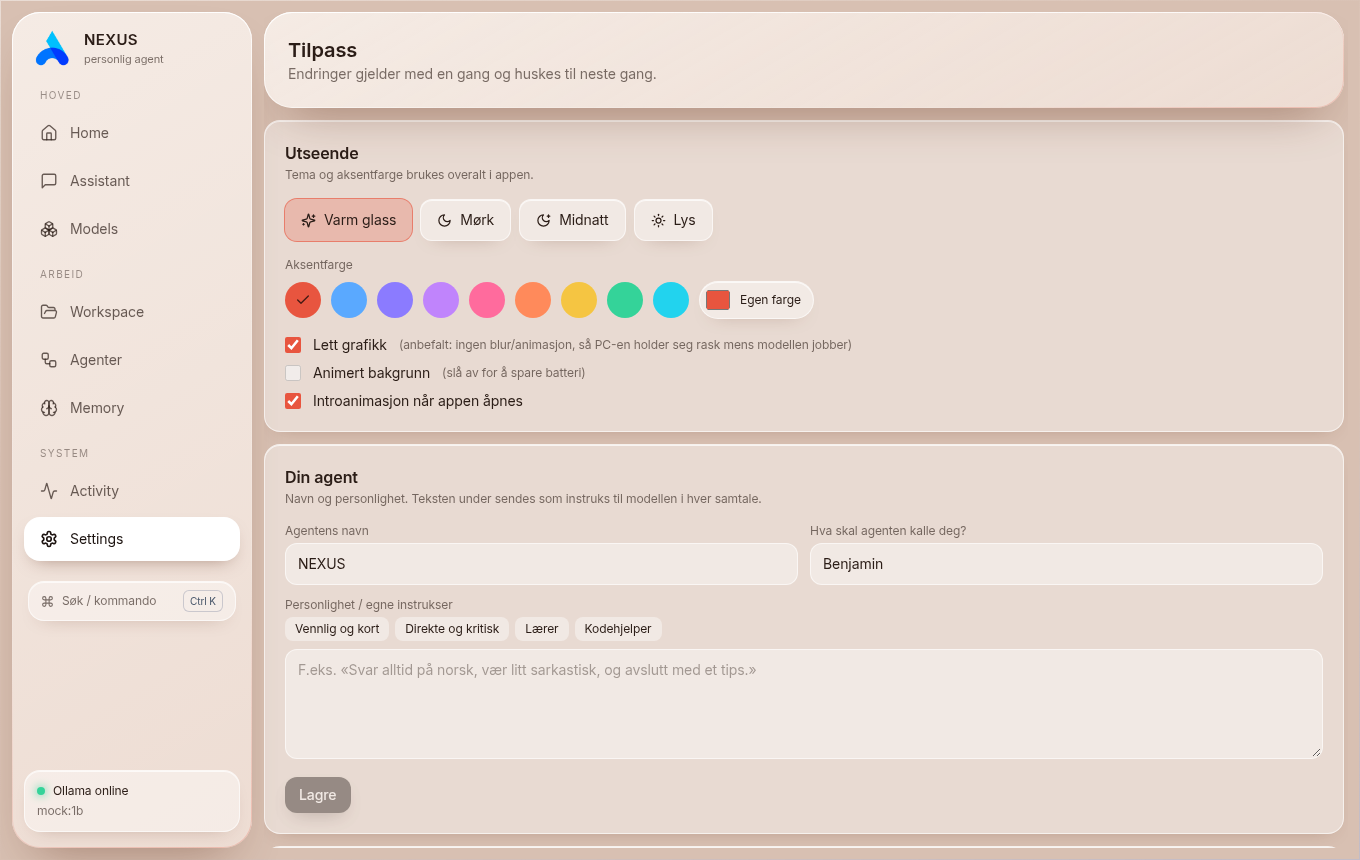 NEXUS
personlig agent
HOVED
Home
Assistant
Models
ARBEID
Workspace
Agenter
Memory
SYSTEM
Activity
Settings
⌘ Søk / kommando Ctrl K
Ollama online
mock:1b
Tilpass
Endringer gjelder med en gang og huskes til neste gang.
Utseende
Tema og aksentfarge brukes overalt i appen.
Varm glass Mørk Midnatt Lys
Aksentfarge
Egen farge
Lett grafikk (anbefalt: ingen blur/animasjon, så PC-en holder seg rask mens modellen jobber)
Animert bakgrunn (slå av for å spare batteri)
Introanimasjon når appen åpnes
Din agent
Navn og personlighet. Teksten under sendes som instruks til modellen i hver samtale.
Agentens navn Hva skal agenten kalle deg?
NEXUS Benjamin
Personlighet / egne instrukser
Vennlig og kort Direkte og kritisk Lærer Kodehjelper
F.eks. «Svar alltid på norsk, vær litt sarkastisk, og avslutt med et tips.»
Lagre